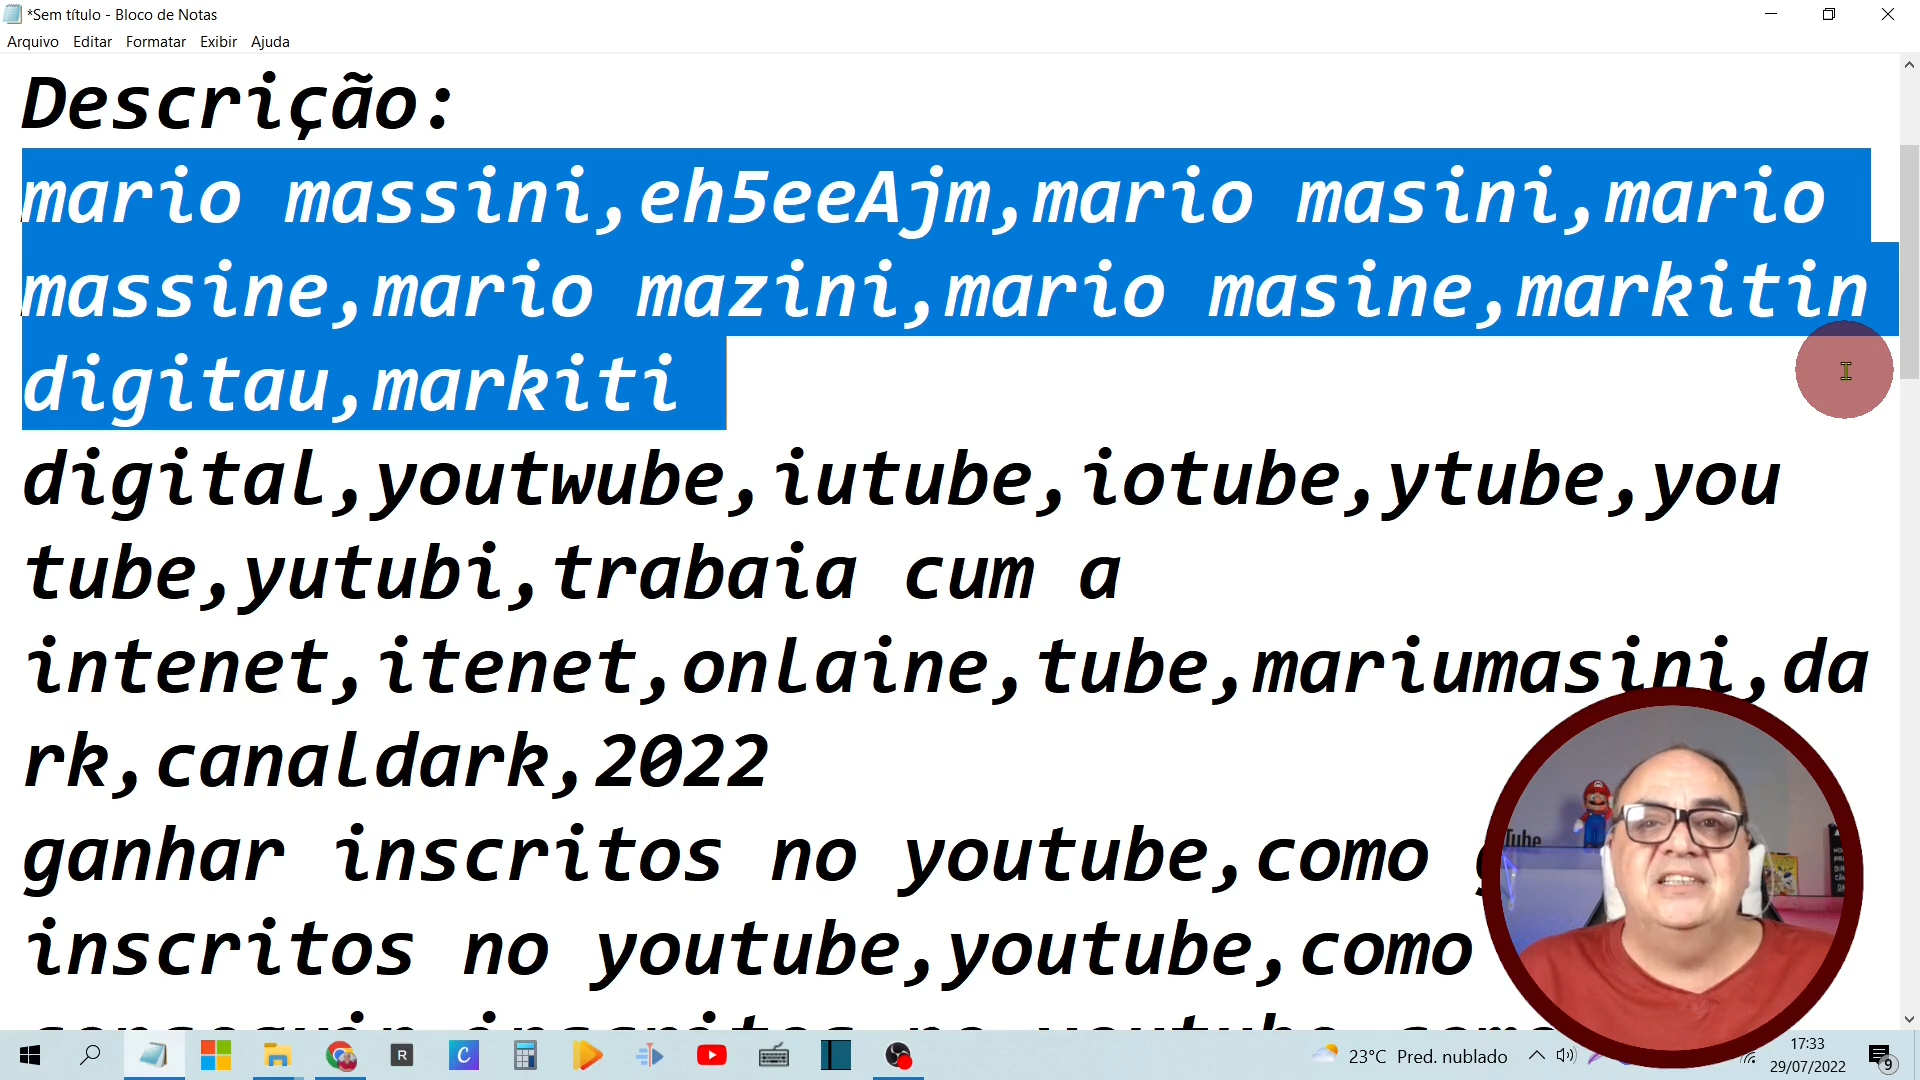 *Sem título - Bloco de Notas
Arquivo Editar Formatar Exibir Ajuda
Descrição:
mario massini,eh5eeAjm,mario masini,mario
massine,mario mazini,mario masine,markitin
digitau,markiti
digital,youtwube,iutube,iotube,ytube,you
tube,yutubi,trabaia cum a
intenet,itenet,onlaine,tube,mariumasini,da
rk,canaldark,2022
ganhar inscritos no youtube,como
inscritos no youtube,youtube,como
Tube
23°C Pred. nublado
17:33
29/07/2022
9